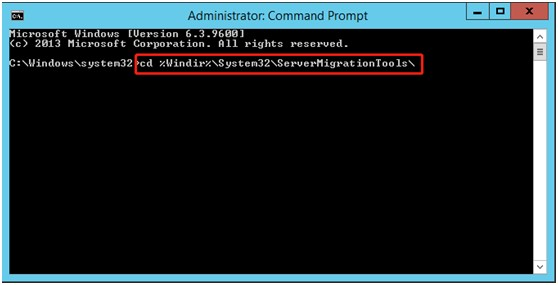 Administrator: Command Prompt
Microsoft Windows [Version 6.3.9600]
(c) 2013 Microsoft Corporation. All rights reserved.
C:\Windows\system32>cd %Windir%\System32\ServerMigrationTools\